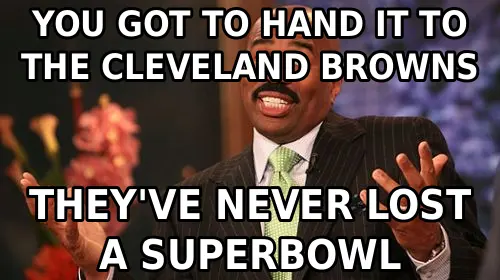 YOU GOT TO HAND IT TO
THE CLEVELAND BROWNS
THEY'VE NEVER LOST
A SUPERBOWL